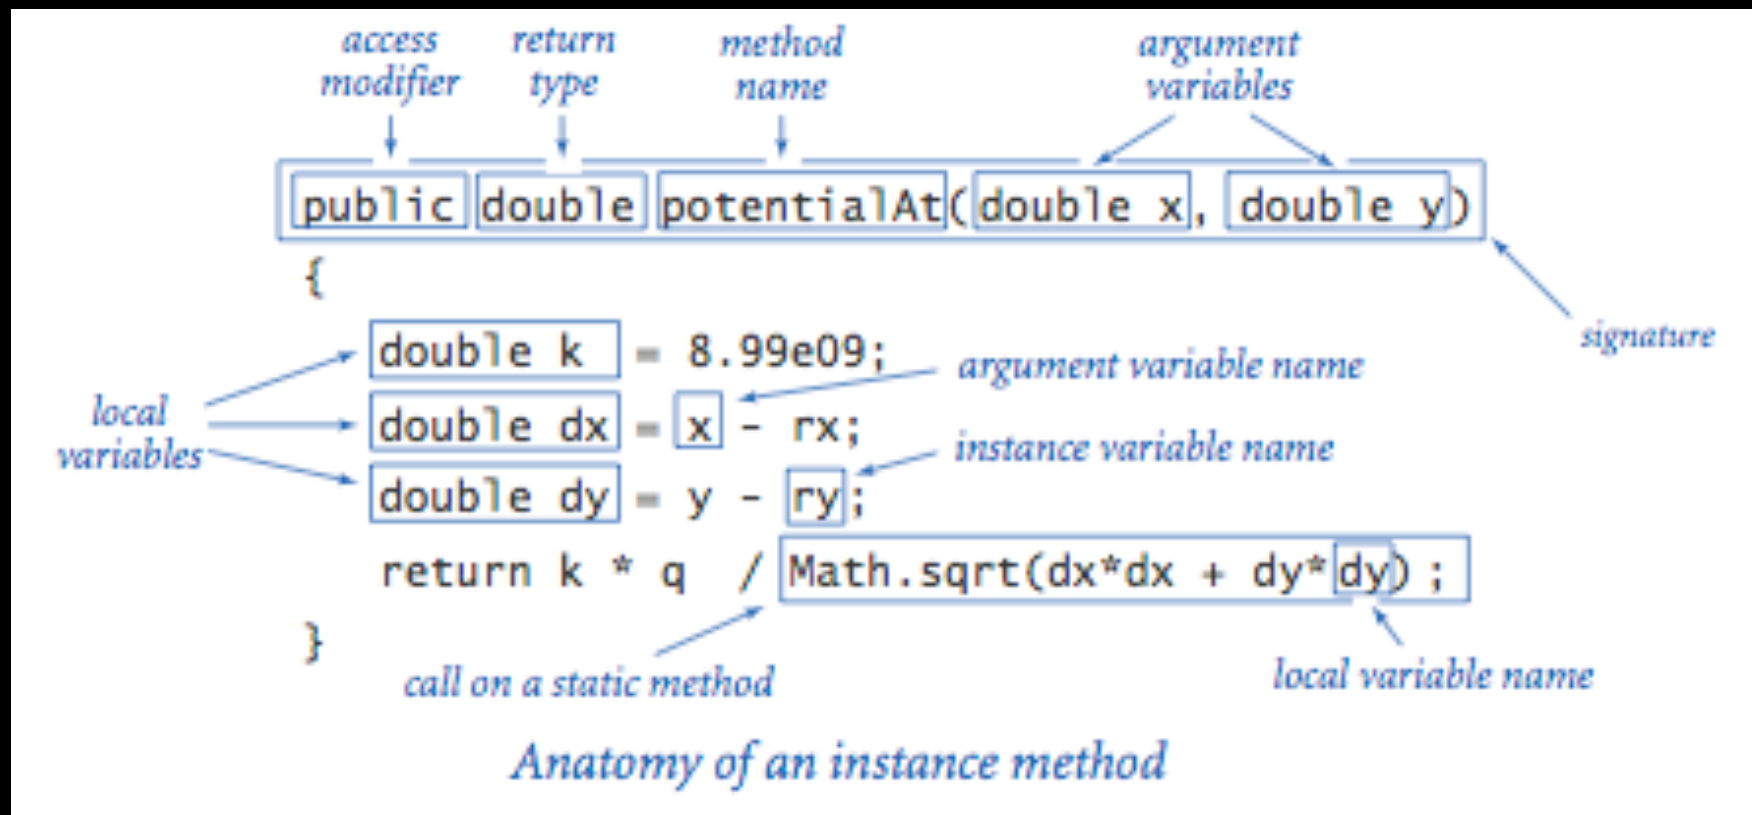 access
modifier
return
type
method
name
argument
variables
public double potentialAt(double x, double y)
signature
{
double k = 8.99e09;
double dx = x - rx;
double dy = y - ry;
local
variables
argument variable name
instance variable name
return k * q / Math.sqrt(dx*dx + dy*dy) ;
}
call on a static method
local variable name
Anatomy of an instance method